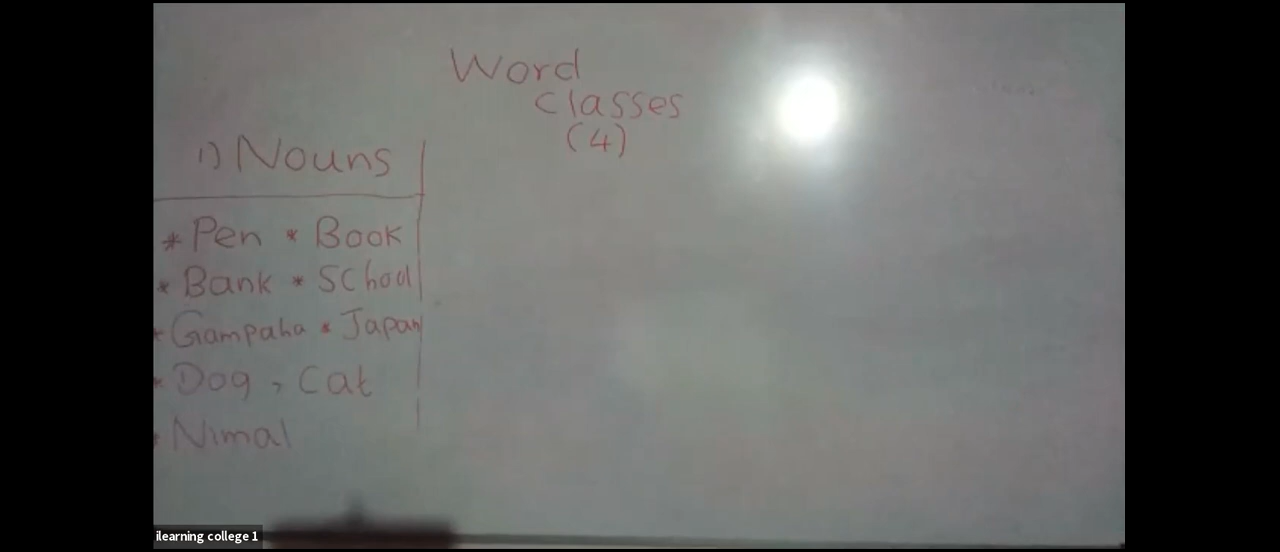 Word
classes
(4)
1) Nouns
* Pen * Book
* Bank * School
* Gampaha * Japan
* Dog, Cat
* Nimal
ilearning college 1